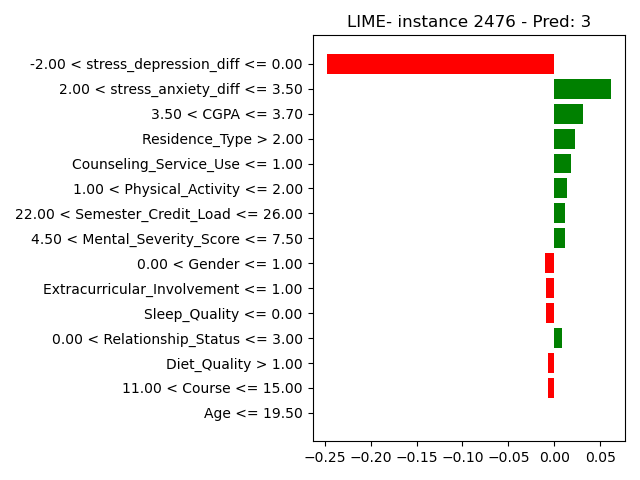 LIME- instance 2476 - Pred: 3
-2.00 < stress_depression_diff <= 0.00
2.00 < stress_anxiety_diff <= 3.50
3.50 < CGPA <= 3.70
Residence_Type > 2.00
Counseling_Service_Use <= 1.00
1.00 < Physical_Activity <= 2.00
22.00 < Semester_Credit_Load <= 26.00
4.50 < Mental_Severity_Score <= 7.50
0.00 < Gender <= 1.00
Extracurricular_Involvement <= 1.00
Sleep_Quality <= 0.00
0.00 < Relationship_Status <= 3.00
Diet_Quality > 1.00
11.00 < Course <= 15.00
Age <= 19.50
−0.25 −0.20 −0.15 −0.10 −0.05 0.00 0.05